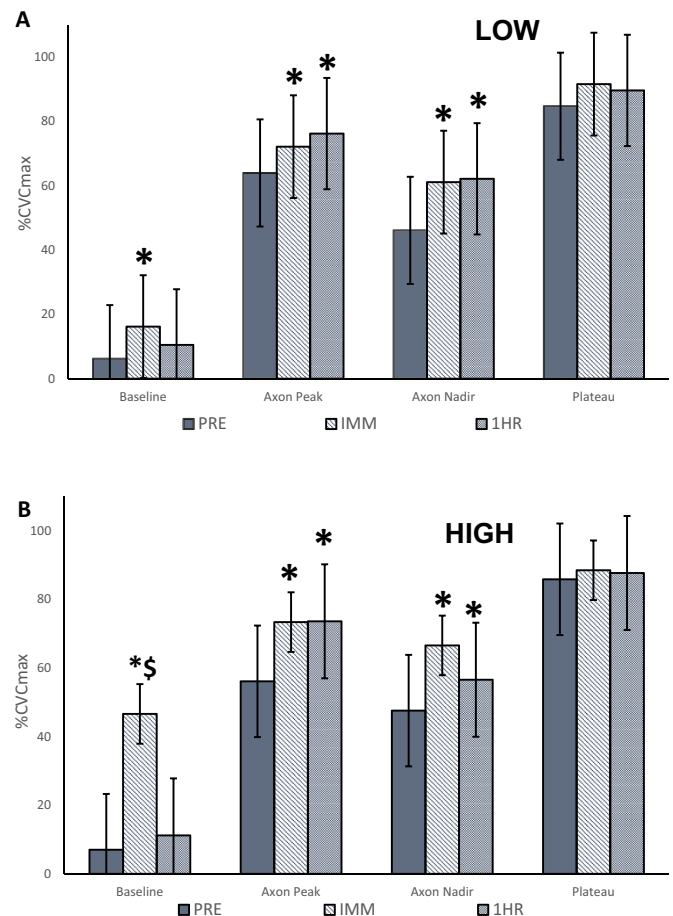 A
LOW
100
80
60
40
20
0
%CVCmax
*
* *
* *
Baseline Axon Peak Axon Nadir Plateau
PRE IMM 1HR
B
HIGH
100
80
60
40
20
0
%CVCmax
*$
* *
* *
Baseline Axon Peak Axon Nadir Plateau
PRE IMM 1HR